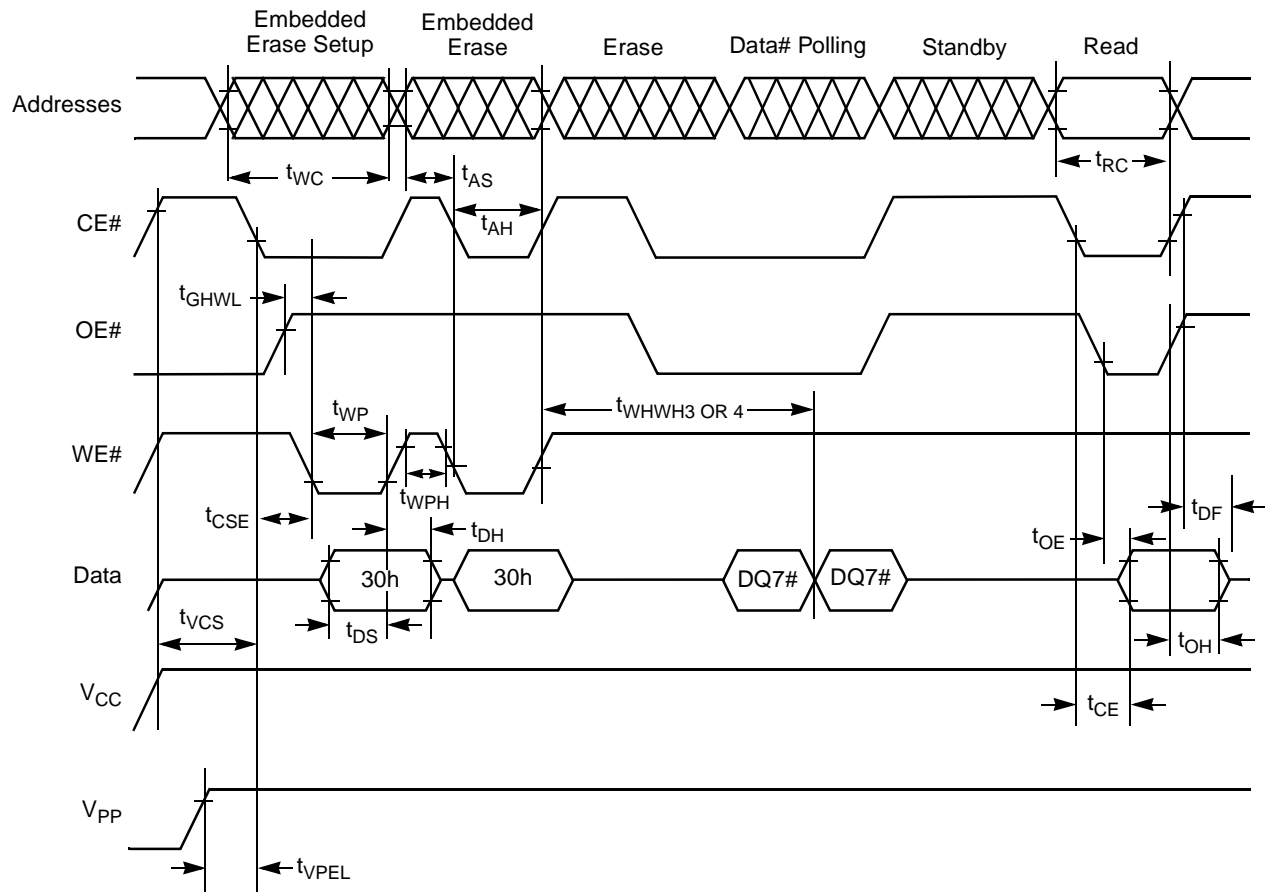 Embedded
Erase Setup
Embedded
Erase
Erase
Data# Polling
Standby
Read
Addresses
tWC
tAS
tRC
CE#
tAH
tGHWL
OE#
tWP
tWHWH3 OR 4
WE#
tWPH
tCSE
tDH
tOE
tDF
Data
30h
30h
DQ7#
DQ7#
tVCS
tDS
tOH
VCC
tCE
VPP
tVPEL